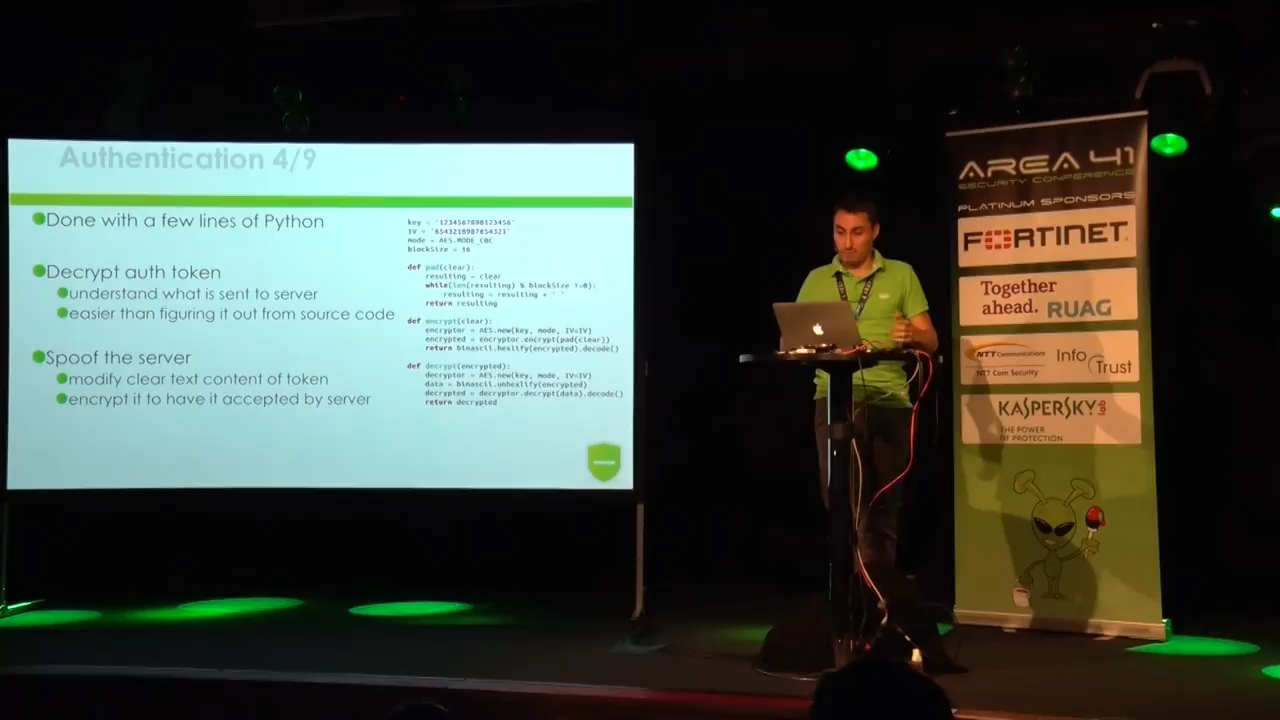 Authentication 4/9
Done with a few lines of Python
Decrypt auth token
understand what is sent to server
easier than figuring it out from source code
Spoof the server
modify clear text content of token
encrypt it to have it accepted by server
key = '1234567890123456'
IV = '6543210987654321'
mode = AES.MODE_CBC
blockSize = 16
def pad(clear):
resulting = clear
while(len(resulting) % blockSize !=0):
resulting = resulting + ' '
return resulting
def encrypt(clear):
encryptor = AES.new(key, mode, IV=IV)
encrypted = encryptor.encrypt(pad(clear))
return binascii.hexlify(encrypted).decode()
def decrypt(encrypted):
decryptor = AES.new(key, mode, IV=IV)
data = binascii.unhexlify(encrypted)
decrypted = decryptor.decrypt(data).decode()
return decrypted
AREA 41
SECURITY CONFERENCE
PLATINUM SPONSORS
FORTINET
Together
ahead. RUAG
NTT Communications
NTT Com Security
Info Trust
KASPERSKY lab
THE POWER
OF PROTECTION